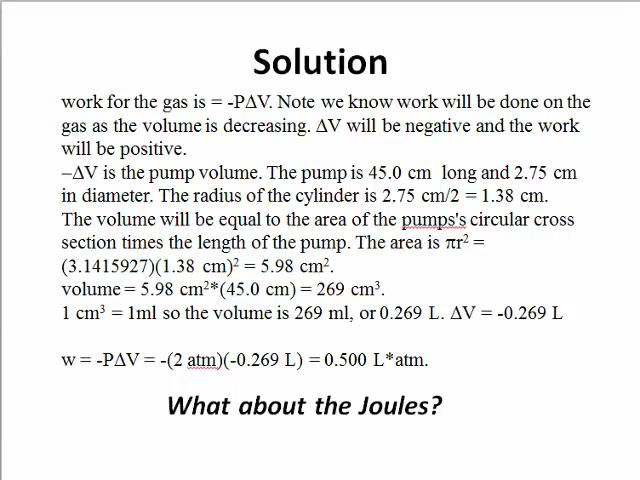 Solution
work for the gas is = -PΔV. Note we know work will be done on the
gas as the volume is decreasing. ΔV will be negative and the work
will be positive.
–ΔV is the pump volume. The pump is 45.0 cm  long and 2.75 cm
in diameter. The radius of the cylinder is 2.75 cm/2 = 1.38 cm.
The volume will be equal to the area of the pumps's circular cross
section times the length of the pump. The area is πr² =
(3.1415927)(1.38 cm)² = 5.98 cm².
volume = 5.98 cm²*(45.0 cm) = 269 cm³.
1 cm³ = 1ml so the volume is 269 ml, or 0.269 L. ΔV = -0.269 L
w = -PΔV = -(2 atm)(-0.269 L) = 0.500 L*atm.
What about the Joules?